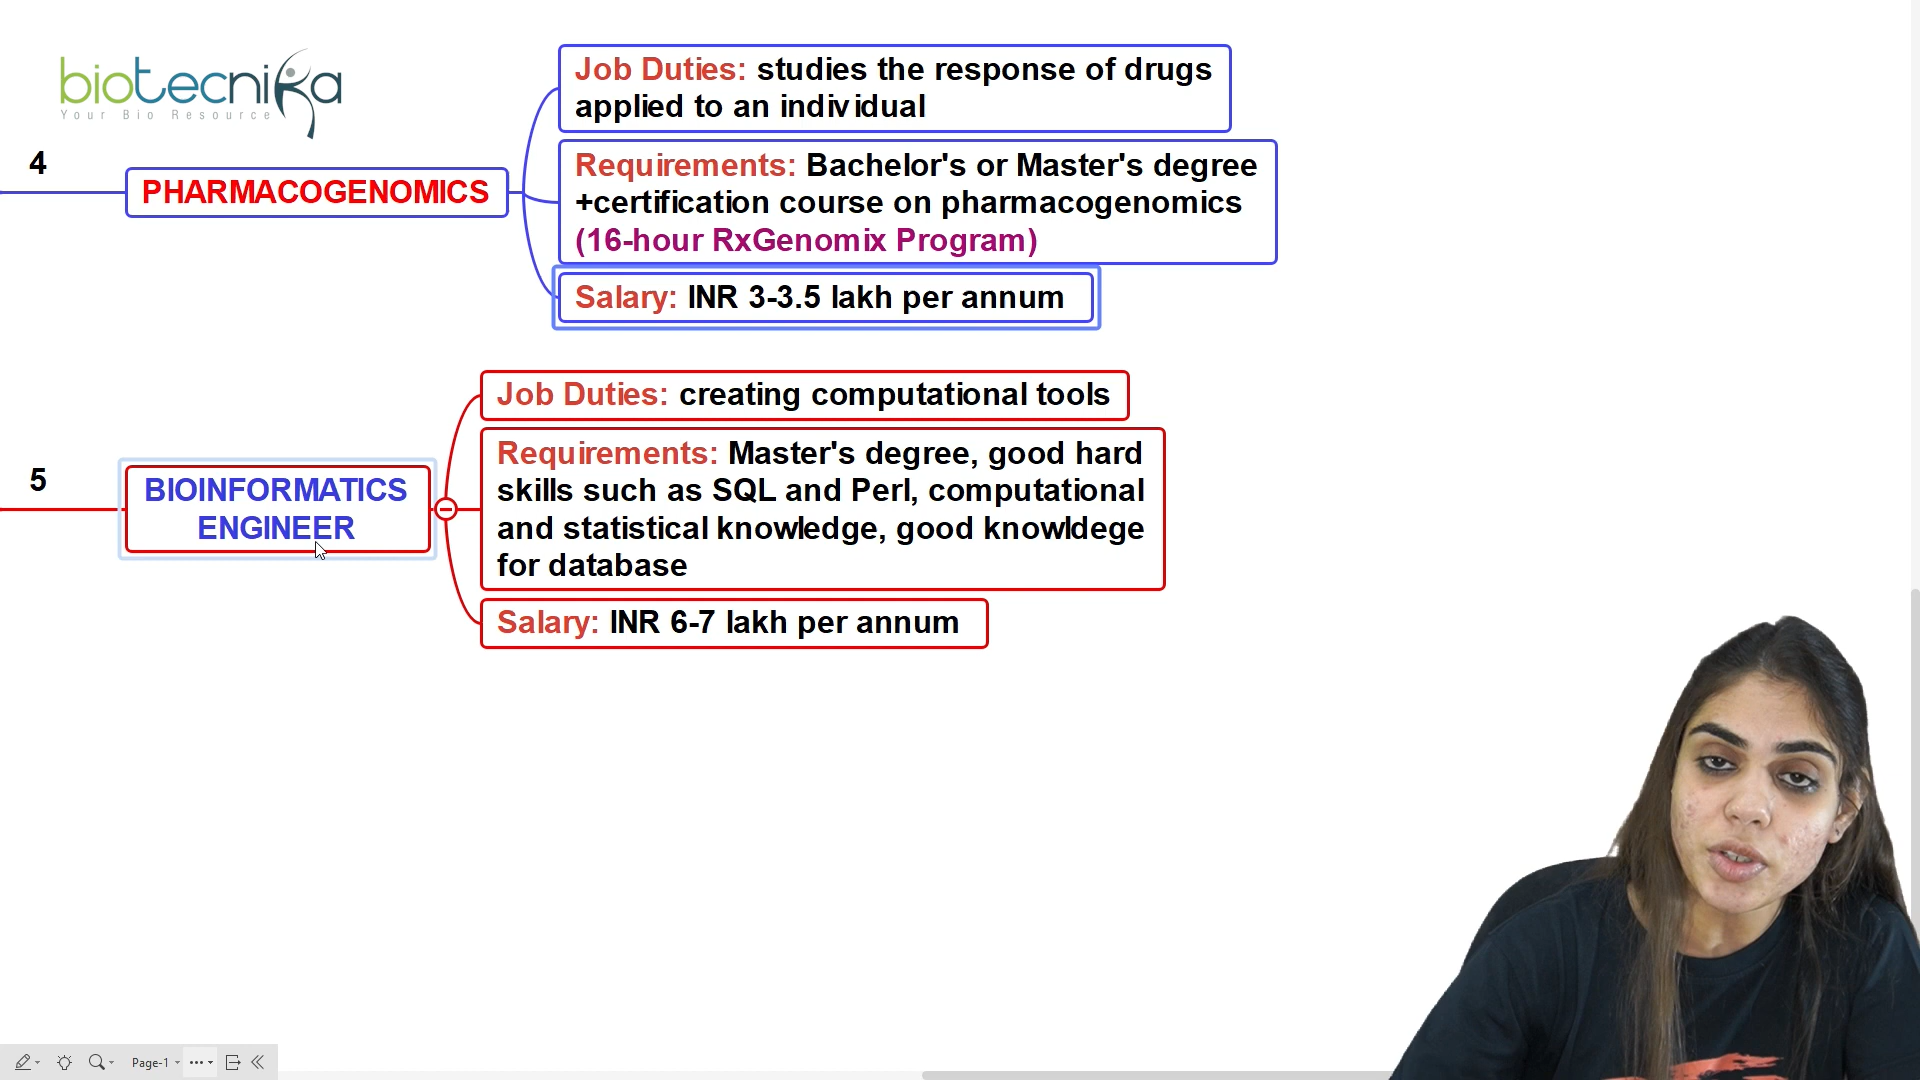 biotecnika
Your Bio Resource
4
PHARMACOGENOMICS
Job Duties: studies the response of drugs
applied to an individual
Requirements: Bachelor's or Master's degree
+certification course on pharmacogenomics
(16-hour RxGenomix Program)
Salary: INR 3-3.5 lakh per annum
5
BIOINFORMATICS
ENGINEER
Job Duties: creating computational tools
Requirements: Master's degree, good hard
skills such as SQL and Perl, computational
and statistical knowledge, good knowldege
for database
Salary: INR 6-7 lakh per annum
Page-1